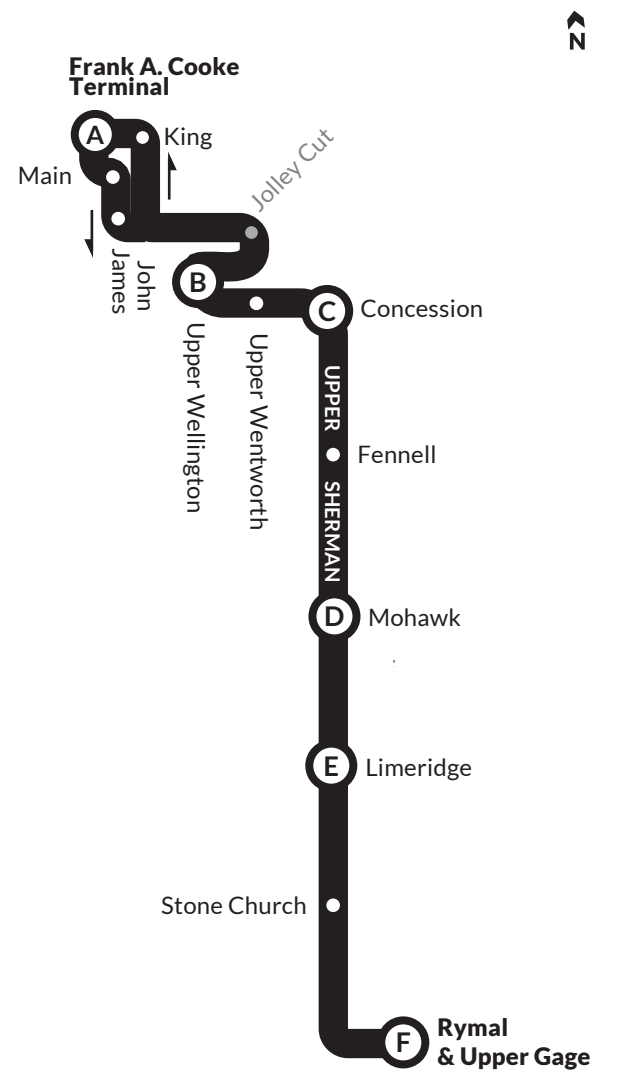 N
Frank A. Cooke
Terminal
A
King
Main
Jolley Cut
James
John
B
Upper Wellington
Upper Wentworth
C
Concession
UPPER
Fennell
SHERMAN
D
Mohawk
E
Limeridge
Stone Church
F
Rymal
& Upper Gage